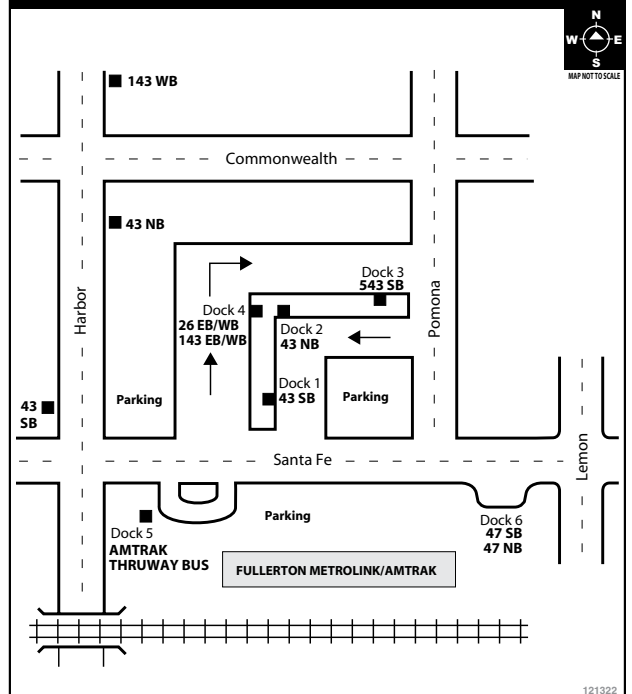 N
W E
S
MAP NOT TO SCALE
143 WB
Commonwealth
43 NB
Harbor
Pomona
Dock 3
543 SB
Dock 4
26 EB/WB
143 EB/WB
Dock 2
43 NB
Dock 1
43 SB
Parking
Parking
43
SB
Santa Fe
Lemon
Dock 5
AMTRAK
THRUWAY BUS
Parking
Dock 6
47 SB
47 NB
FULLERTON METROLINK/AMTRAK
121322